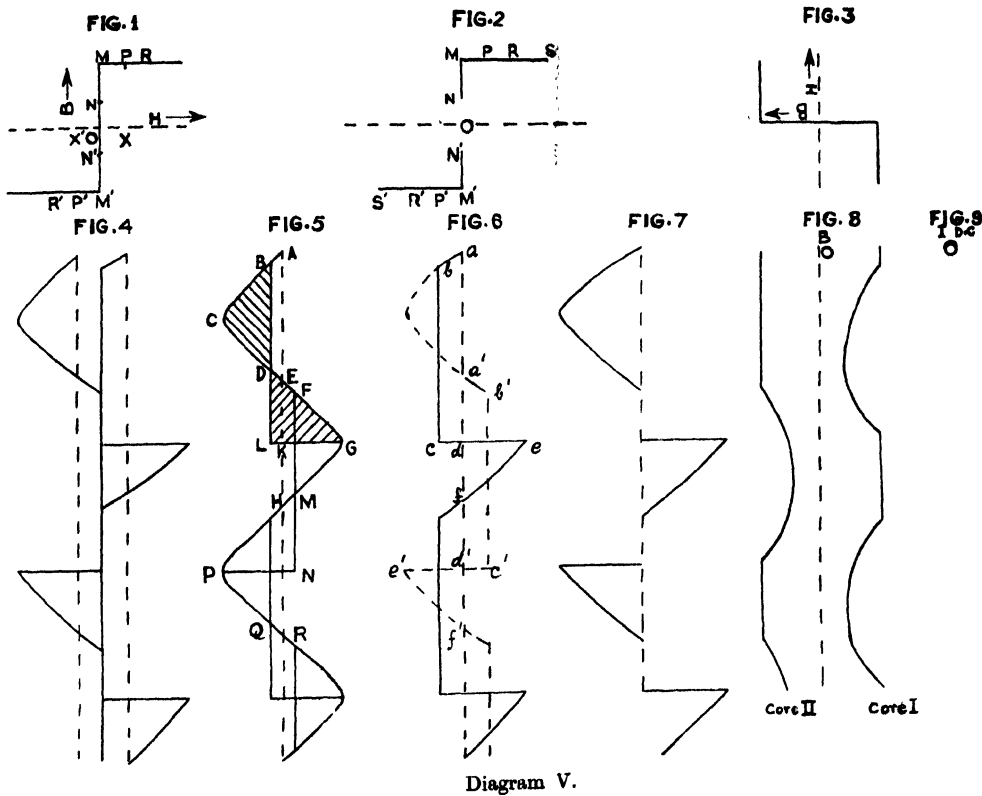 FIG.1
M P R
B
N
H
X' O X
N'
R' P' M'
FIG.2
M P R S
N
O
N'
S' R' P' M'
FIG.3
H
B
FIG.4
FIG.5
A
B
C
D E
F
L K G
H M
P N
Q R
FIG.6
a
b
a'
b'
c d e
f
e' d' c'
f'
FIG.7
FIG.8
B
O
Core II Core I
FIG.9
I D.C
O
Diagram V.